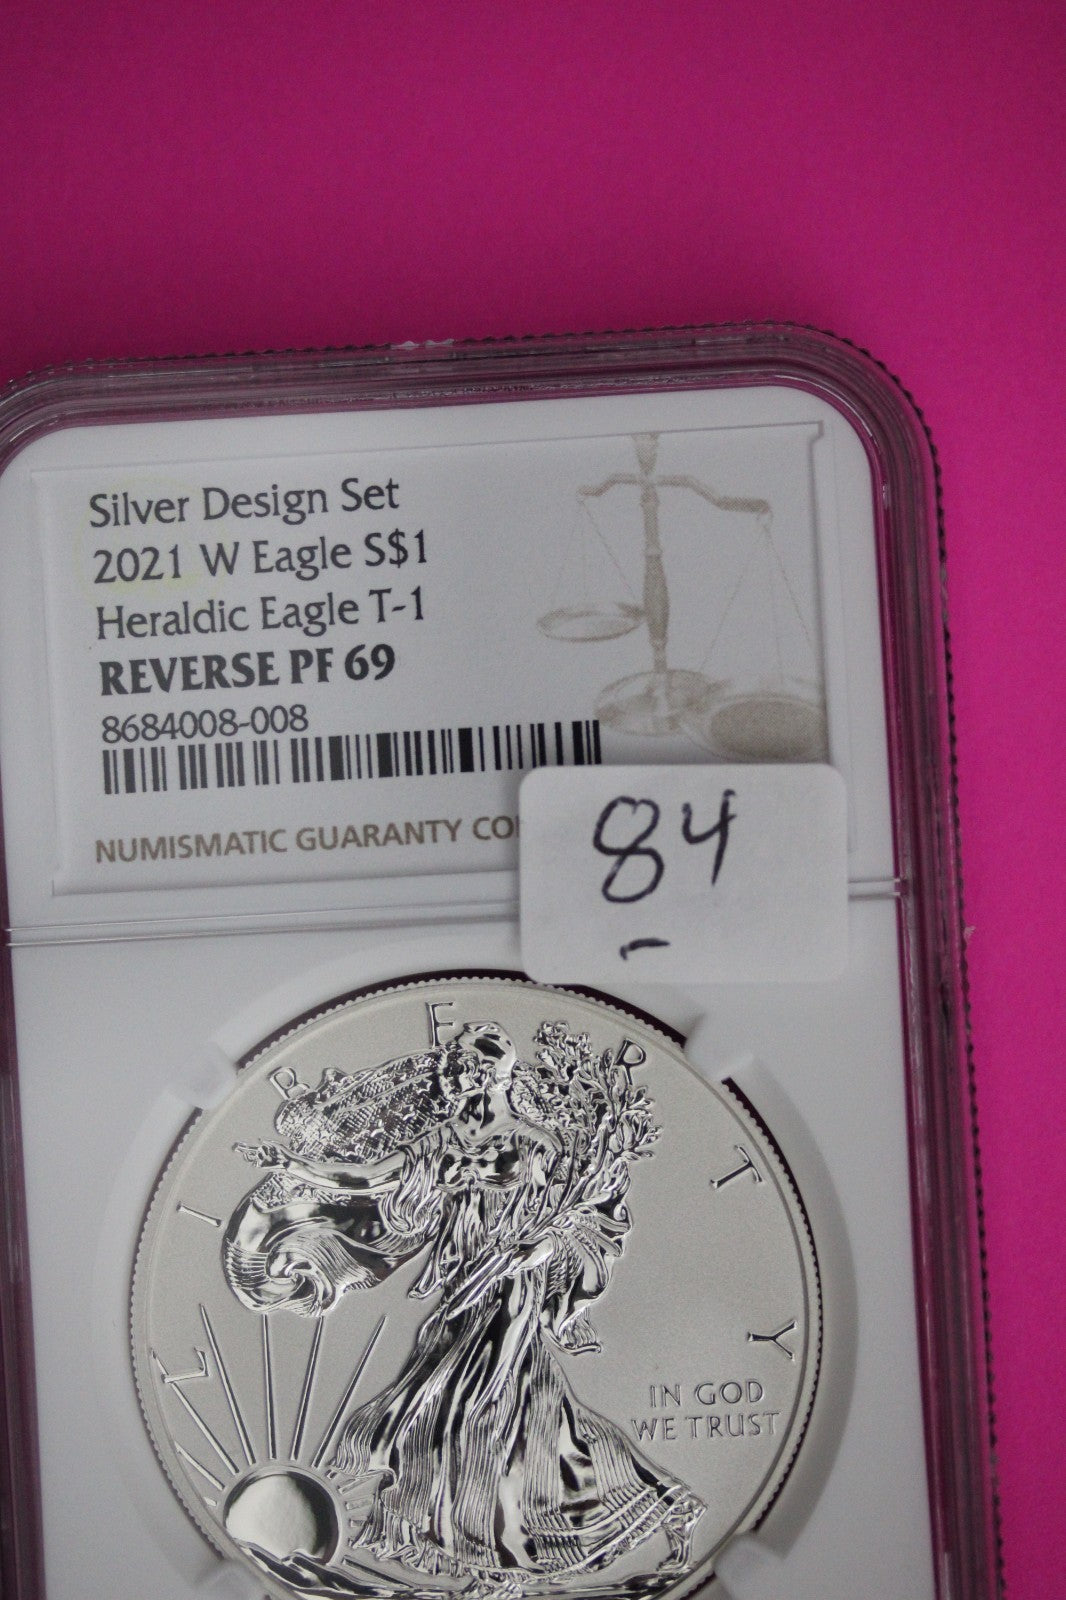 Silver Design Set
2021 W Eagle S$1
Heraldic Eagle T-1
REVERSE PF 69
8684008-008
NUMISMATIC GUARANTY CO
84
-
LIBERTY
IN GOD
WE TRUST